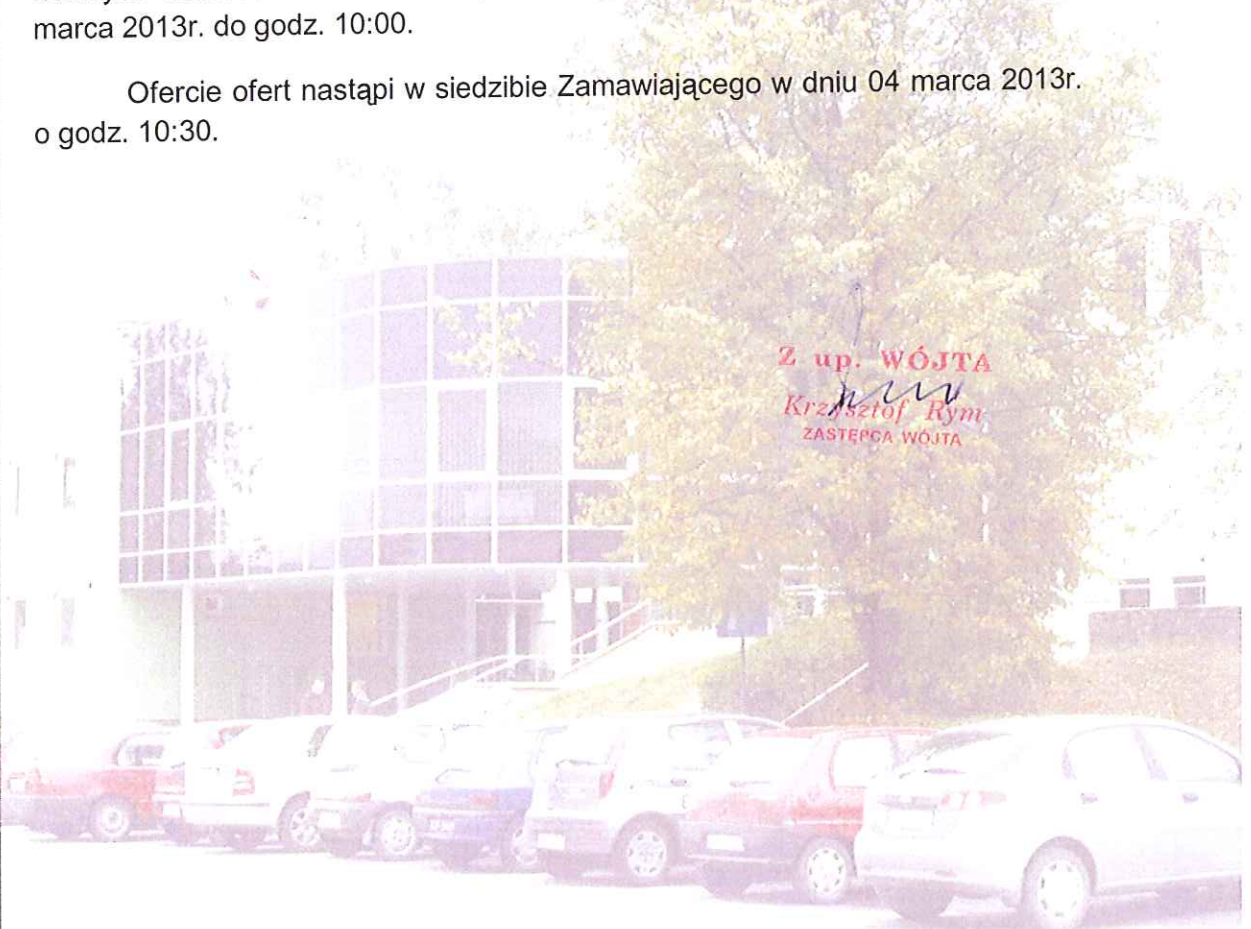 marca 2013r. do godz. 10:00.
Ofercie ofert nastąpi w siedzibie Zamawiającego w dniu 04 marca 2013r.
o godz. 10:30.
Z up. WÓJTA
Krzysztof Rym
ZASTĘPCA WÓJTA